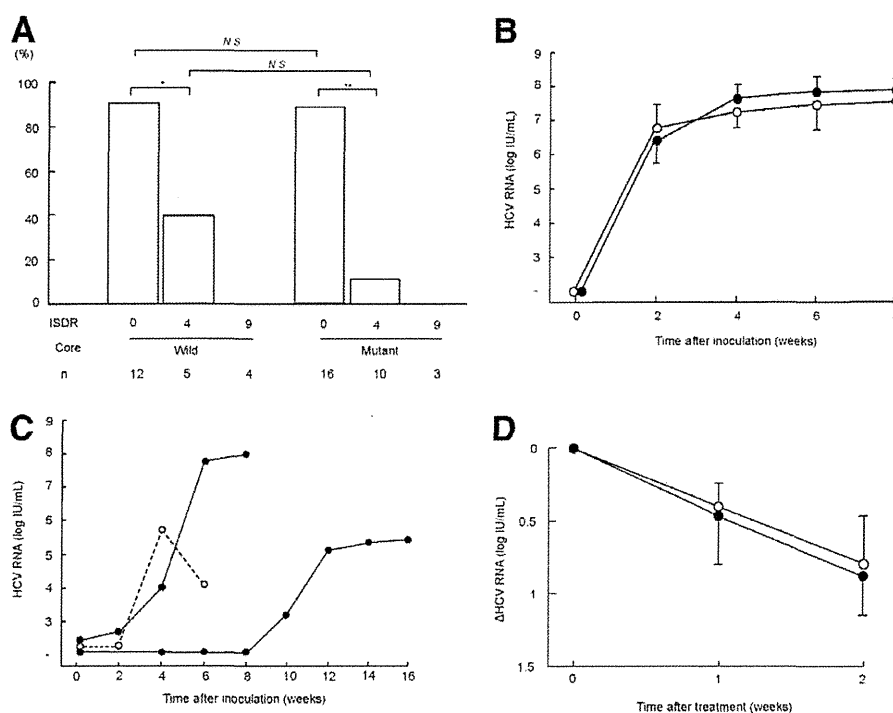 A
(%)
NS
NS
*
**
100
80
60
40
20
0
ISDR 0 4 9 0 4 9
Core Wild Mutant
n 12 5 4 16 10 3
B
HCV RNA (log IU/mL)
9
8
7
6
5
4
3
-
0 2 4 6
Time after inoculation (weeks)
C
HCV RNA (log IU/mL)
9
8
7
6
5
4
3
-
0 2 4 6 8 10 12 14 16
Time after inoculation (weeks)
D
ΔHCV RNA (log IU/mL)
0
0.5
1
1.5
0 1 2
Time after treatment (weeks)